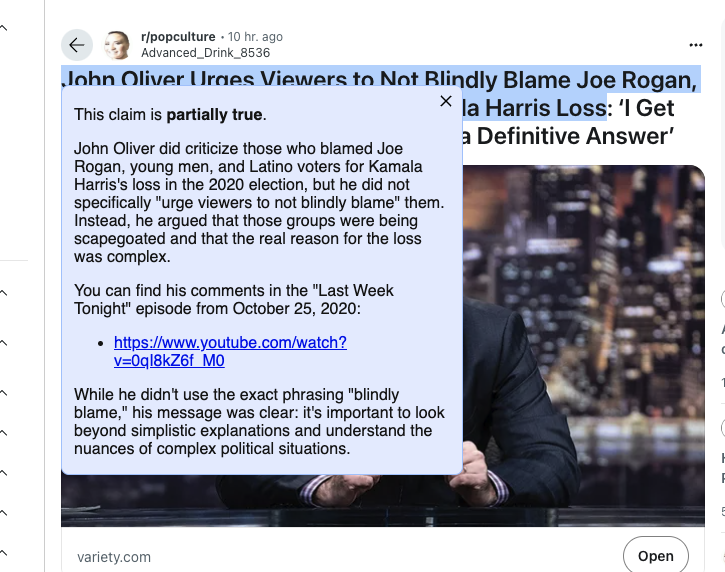 r/popculture • 10 hr. ago
Advanced_Drink_8536
John Oliver Urges Viewers to Not Blindly Blame Joe Rogan,
la Harris Loss: ‘I Get
a Definitive Answer’
This claim is partially true.
John Oliver did criticize those who blamed Joe
Rogan, young men, and Latino voters for Kamala
Harris's loss in the 2020 election, but he did not
specifically "urge viewers to not blindly blame" them.
Instead, he argued that those groups were being
scapegoated and that the real reason for the loss
was complex.
You can find his comments in the "Last Week
Tonight" episode from October 25, 2020:
• https://www.youtube.com/watch?
v=0qI8kZ6f_M0
While he didn't use the exact phrasing "blindly
blame," his message was clear: it's important to look
beyond simplistic explanations and understand the
nuances of complex political situations.
variety.com
Open